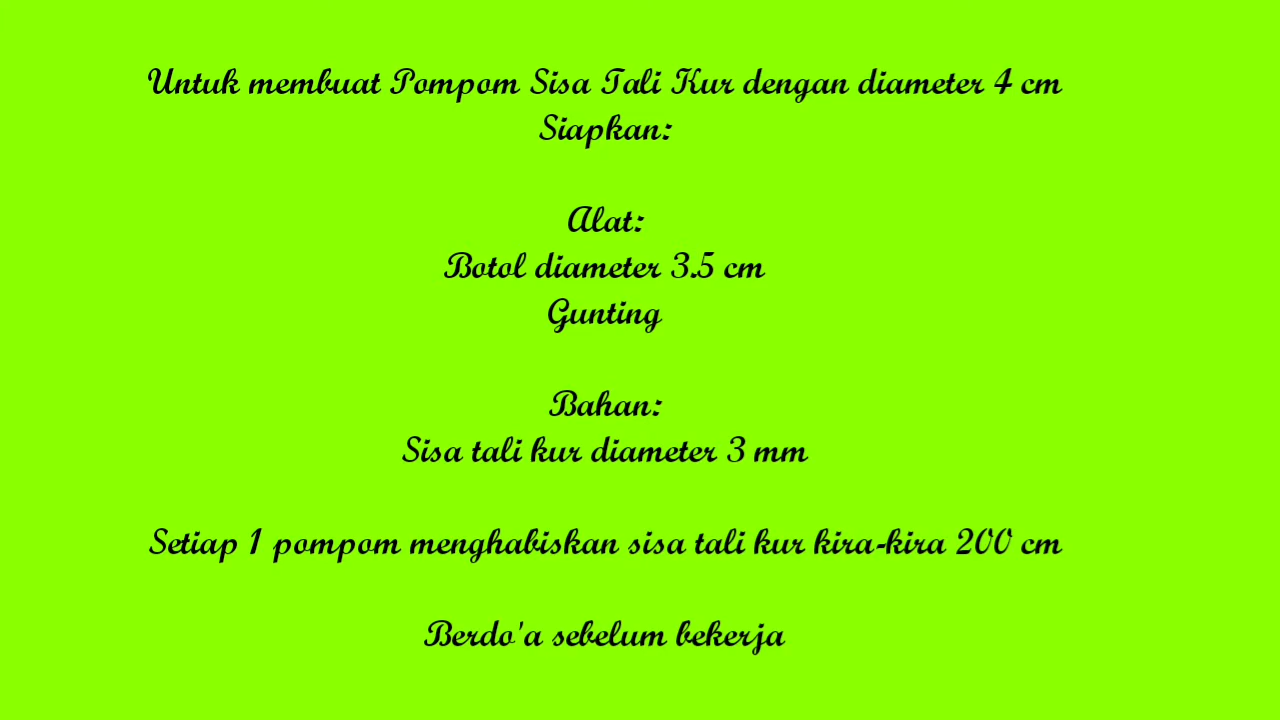 Untuk membuat Pompom Sisa Tali Kur dengan diameter 4 cm
Siapkan:
Alat:
Botol diameter 3.5 cm
Gunting
Bahan:
Sisa tali kur diameter 3 mm
Setiap 1 pompom menghabiskan sisa tali kur kira-kira 200 cm
Berdo'a sebelum bekerja